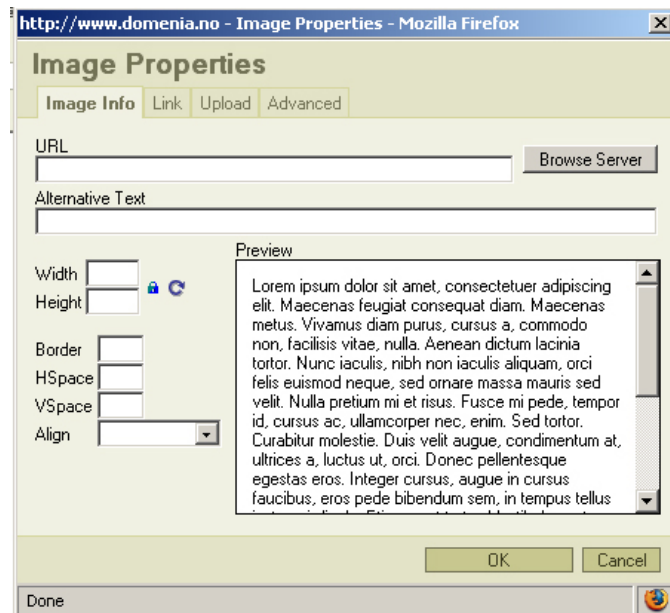 http://www.domenia.no - Image Properties - Mozilla Firefox
Image Properties
Image Info Link Upload Advanced
URL
Browse Server
Alternative Text
Width
Height
Border
HSpace
VSpace
Align
Preview
Lorem ipsum dolor sit amet, consectetuer adipiscing
elit. Maecenas feugiat consequat diam. Maecenas
metus. Vivamus diam purus, cursus a, commodo
non, facilisis vitae, nulla. Aenean dictum lacinia
tortor. Nunc iaculis, nibh non iaculis aliquam, orci
felis euismod neque, sed ornare massa mauris sed
velit. Nulla pretium mi et risus. Fusce mi pede, tempor
id, cursus ac, ullamcorper nec, enim. Sed tortor.
Curabitur molestie. Duis velit augue, condimentum at,
ultrices a, luctus ut, orci. Donec pellentesque
egestas eros. Integer cursus, augue in cursus
faucibus, eros pede bibendum sem, in tempus tellus
OK Cancel
Done